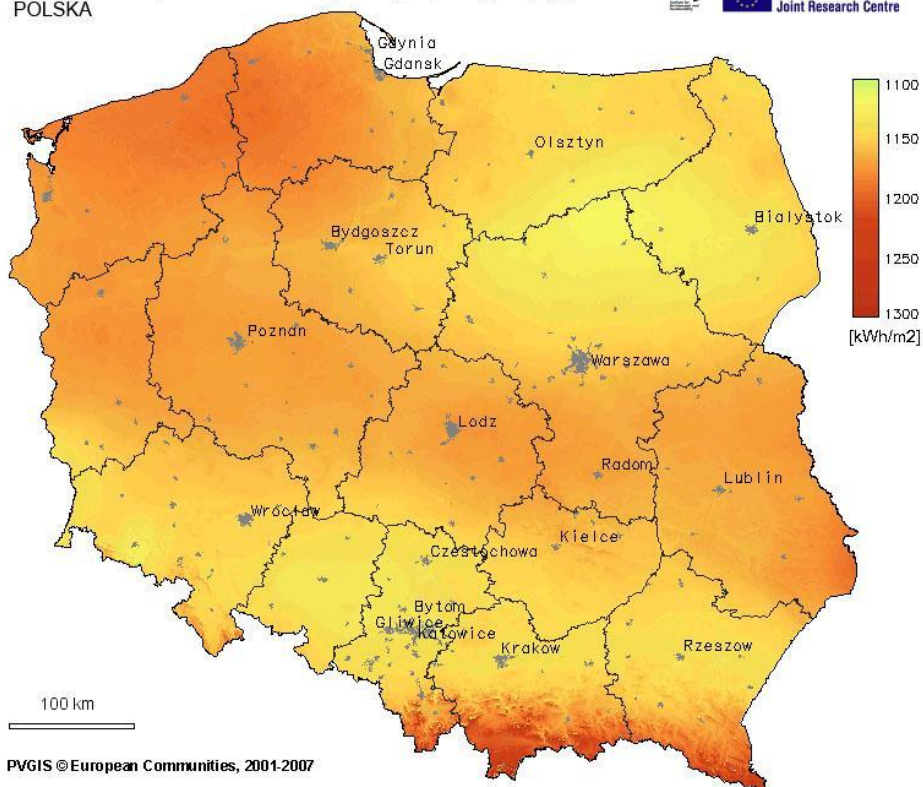 POLSKA
Joint Research Centre
Gdynia
Gdansk
1100
Olsztyn
1150
1200
Bialystok
Bydgoszcz
Torun
1250
1300
[kWh/m2]
Poznan
Warszawa
Lodz
Radom
Lublin
Wroclaw
Kielce
Czestochowa
Bytom
Gliwice
Katowice
Krakow
Rzeszow
100 km
PVGIS © European Communities, 2001-2007